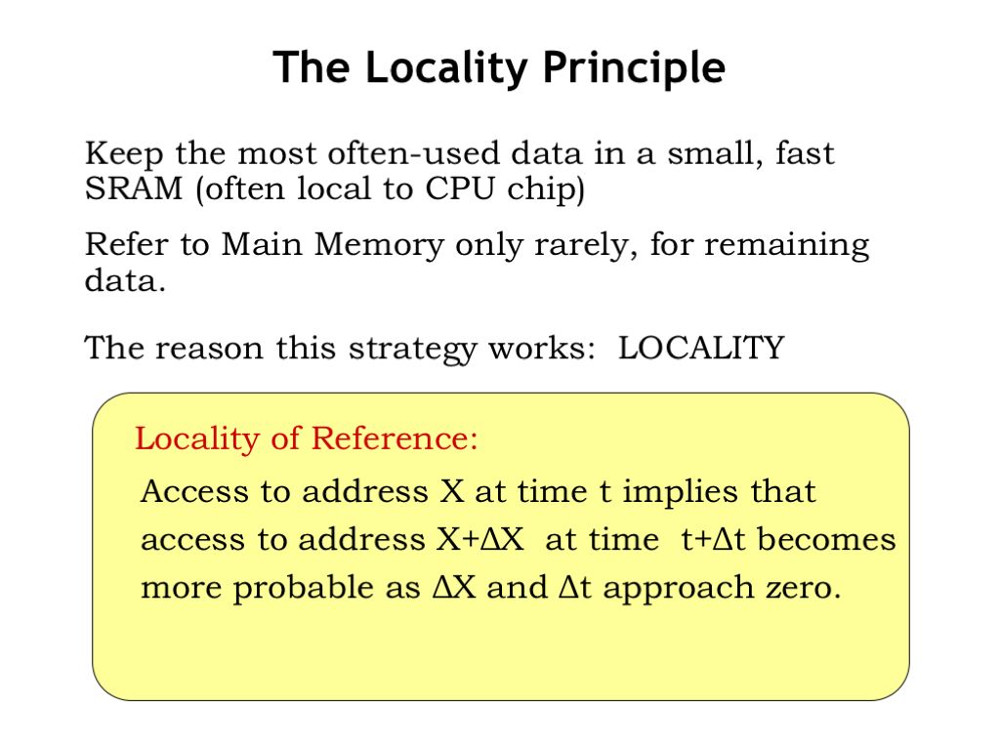 The Locality Principle
Keep the most often-used data in a small, fast
SRAM (often local to CPU chip)
Refer to Main Memory only rarely, for remaining
data.
The reason this strategy works:  LOCALITY
Locality of Reference:
Access to address X at time t implies that
access to address X+ΔX  at time  t+Δt becomes
more probable as ΔX and Δt approach zero.